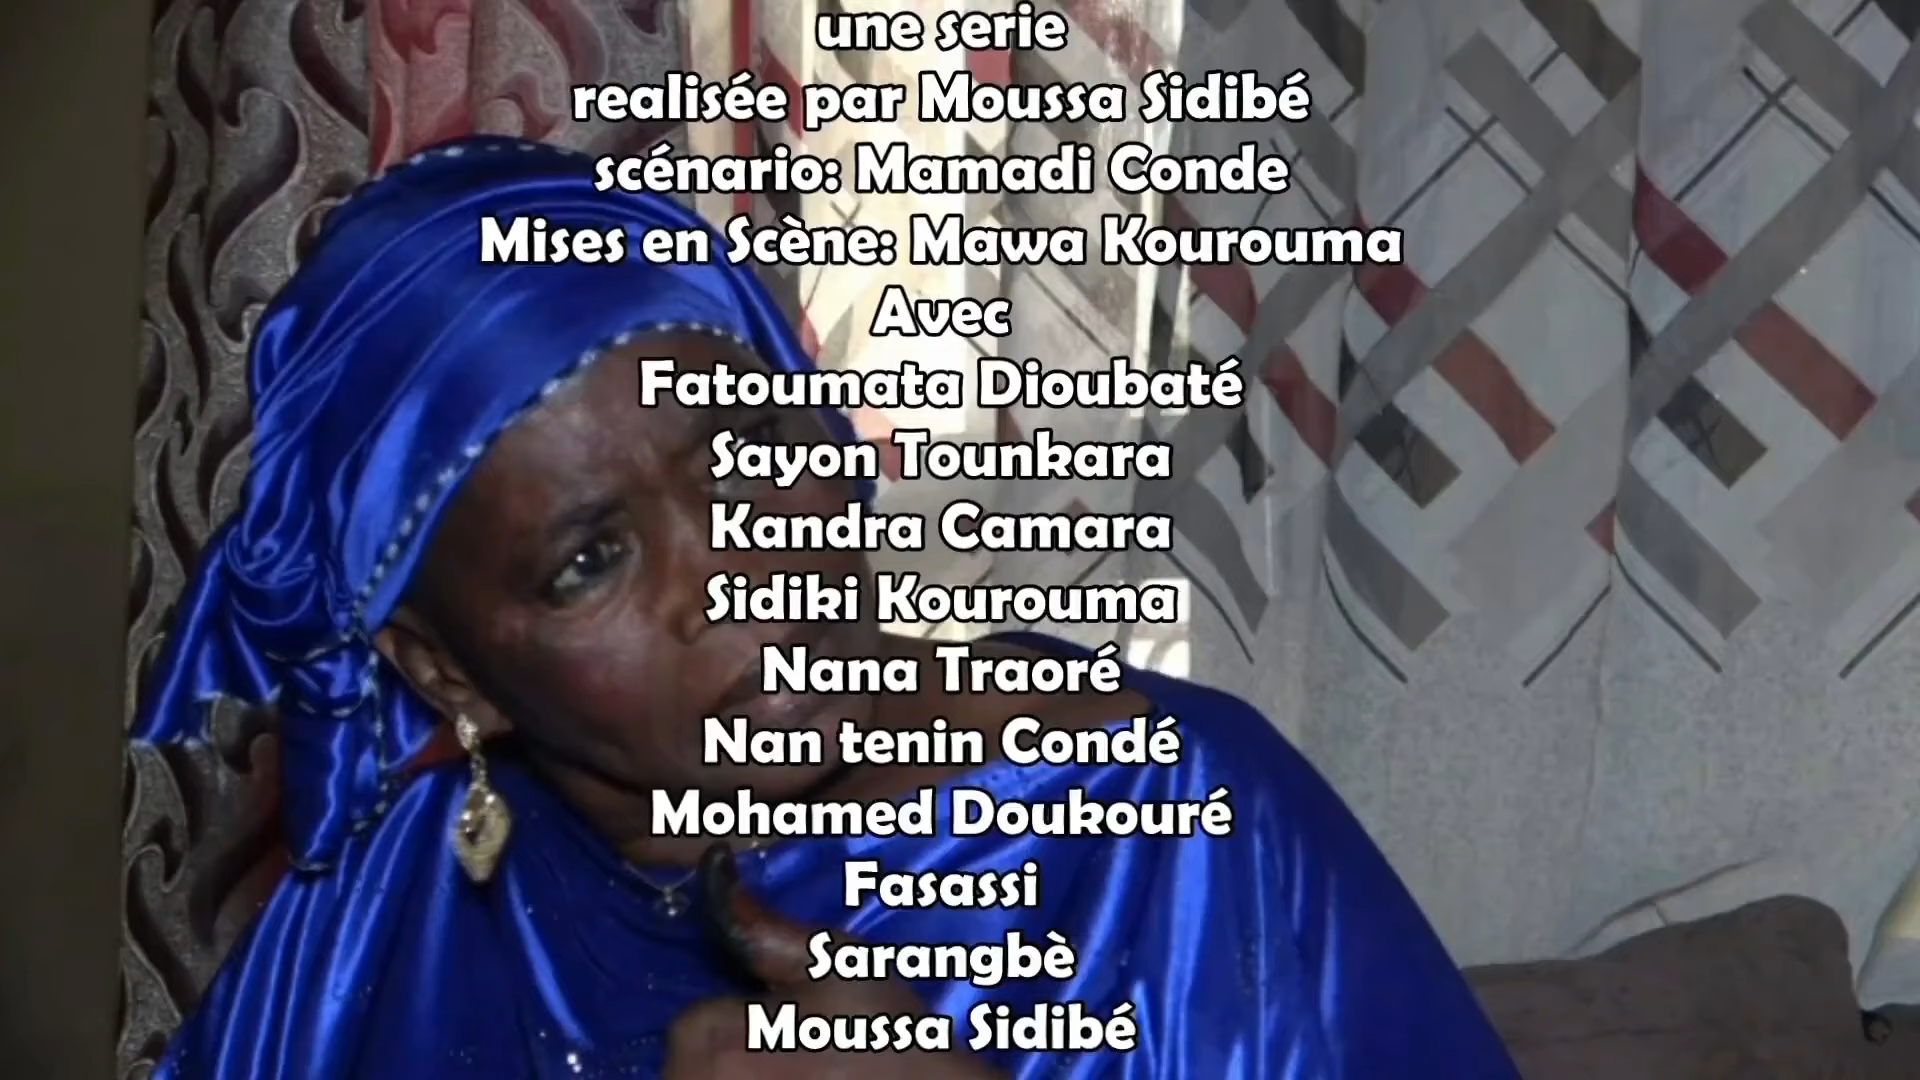 une serie
realisée par Moussa Sidibé
scénario: Mamadi Conde
Mises en Scène: Mawa Kourouma
Avec
Fatoumata Dioubaté
Sayon Tounkara
Kandra Camara
Sidiki Kourouma
Nana Traoré
Nan tenin Condé
Mohamed Doukouré
Fasassi
Sarangbè
Moussa Sidibé